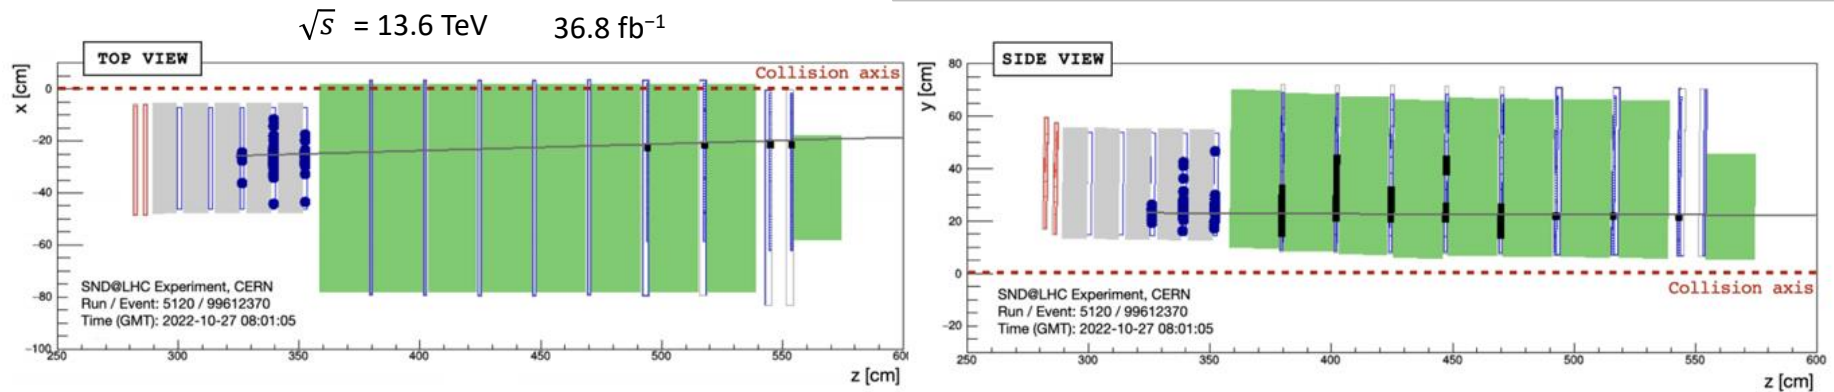 √s = 13.6 TeV 36.8 fb⁻¹
TOP VIEW
Collision axis
x [cm]
0
−20
−40
−60
−80
−100
SND@LHC Experiment, CERN
Run / Event: 5120 / 99612370
Time (GMT): 2022-10-27 08:01:05
250 300 350 400 450 500 550 600
z [cm]
SIDE VIEW
y [cm]
80
60
40
20
0
−20
Collision axis
SND@LHC Experiment, CERN
Run / Event: 5120 / 99612370
Time (GMT): 2022-10-27 08:01:05
250 300 350 400 450 500 550 600
z [cm]